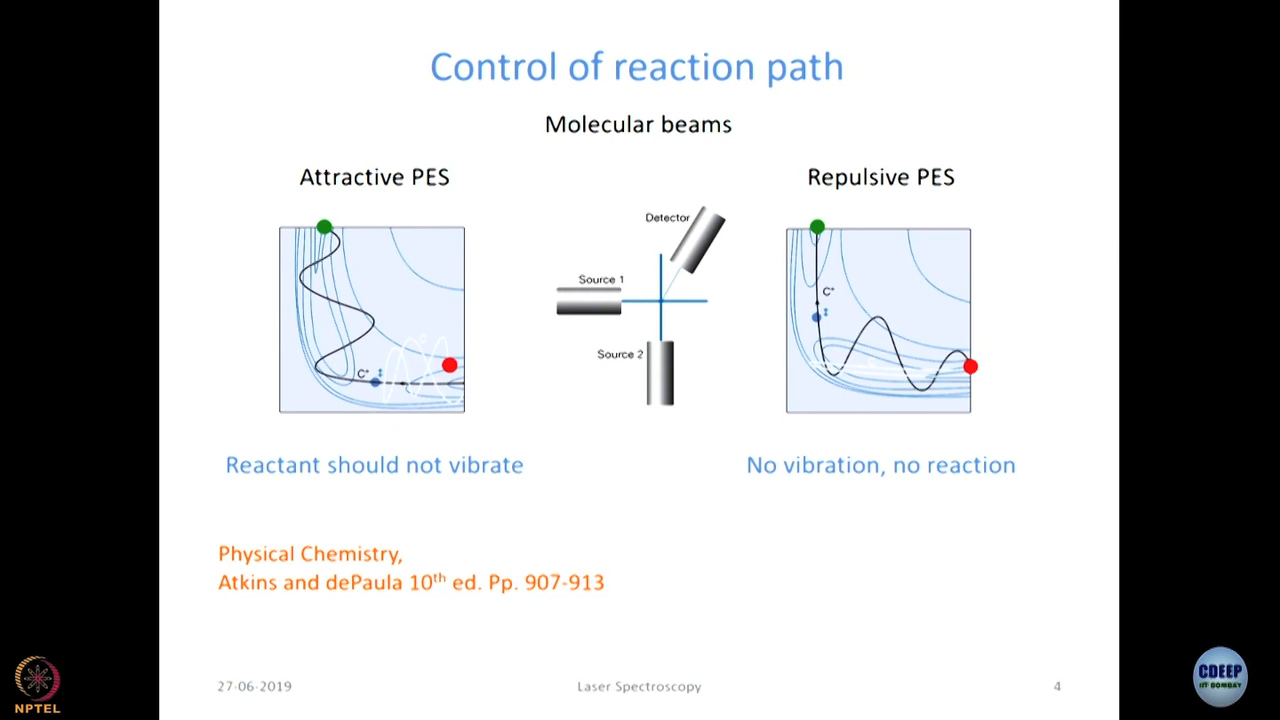 Control of reaction path
Molecular beams
Attractive PES
Repulsive PES
Detector
Source 1
Source 2
C*
‡
C*
‡
Reactant should not vibrate
No vibration, no reaction
Physical Chemistry,
Atkins and dePaula 10th ed. Pp. 907-913
27-06-2019
Laser Spectroscopy
4
NPTEL
CDEEP
IIT BOMBAY